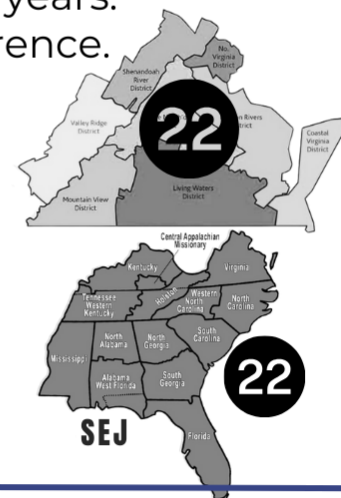 years.
rence.
No.
Virginia
District
Shenandoah
River
District
Valley Ridge
District
22
n Rivers
trict
Coastal
Virginia
District
Living Waters
District
Mountain View
District
Central Appalachian
Missionary
Kentucky
Virginia
Tennessee
Western
Kentucky
Holston
Western
North
Carolina
North
Carolina
North
Alabama
North
Georgia
South
Carolina
Mississippi
Alabama
West Florida
South
Georgia
22
SEJ
Florida